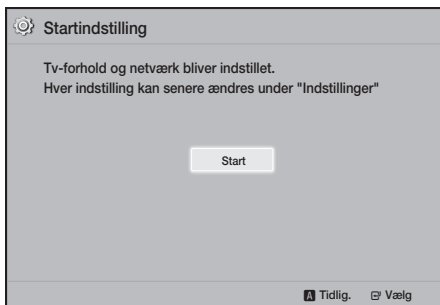 Startindstilling
Tv-forhold og netværk bliver indstillet.
Hver indstilling kan senere ændres under "Indstillinger"
Start
A Tidlig. Vælg